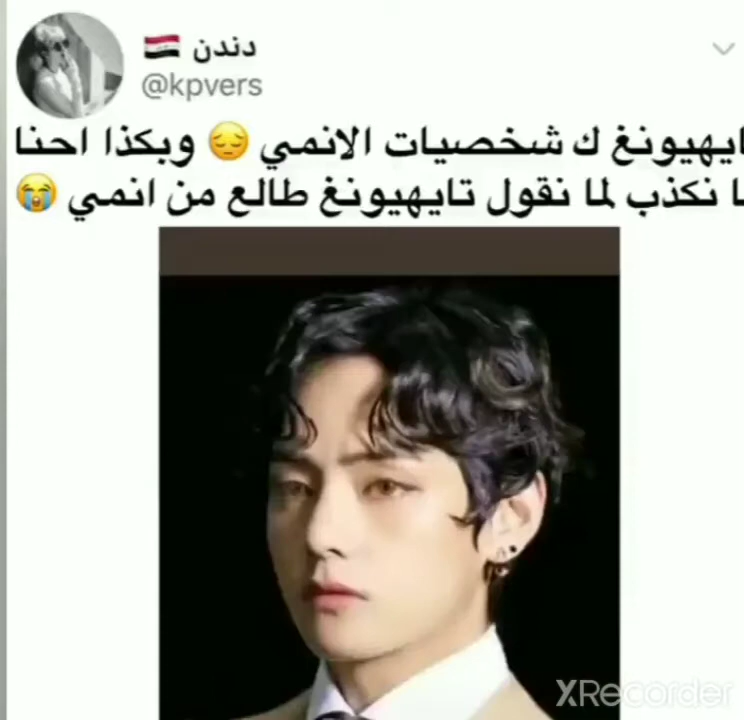 دندن 🇮🇶
@kpvers
ايهيونغ ك شخصيات الانمي 😔 وبكذا احنا
ا نكذب لما نقول تايهيونغ طالع من انمي 😭
XRecorder